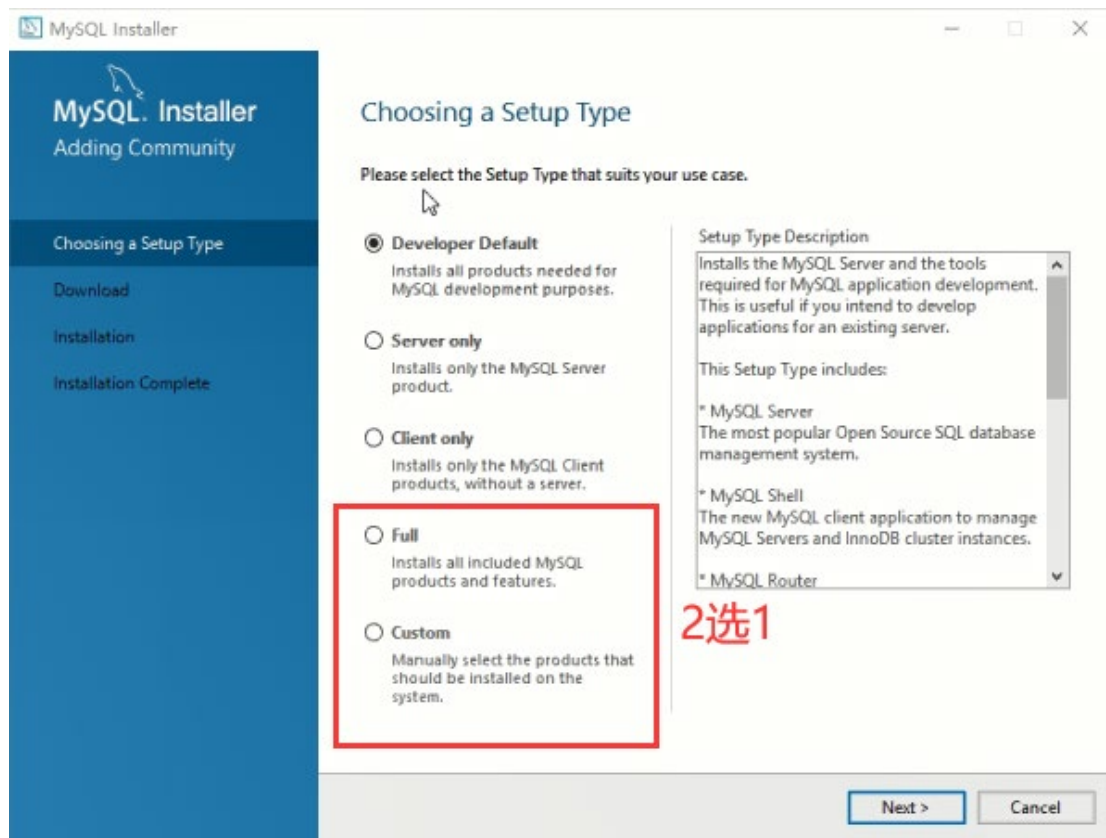 MySQL Installer
MySQL. Installer
Adding Community
Choosing a Setup Type
Download
Installation
Installation Complete
Choosing a Setup Type
Please select the Setup Type that suits your use case.
Developer Default
Installs all products needed for
MySQL development purposes.
Server only
Installs only the MySQL Server
product.
Client only
Installs only the MySQL Client
products, without a server.
Full
Installs all included MySQL
products and features.
Custom
Manually select the products that
should be installed on the
system.
Setup Type Description
Installs the MySQL Server and the tools
required for MySQL application development.
This is useful if you intend to develop
applications for an existing server.
This Setup Type includes:
* MySQL Server
The most popular Open Source SQL database
management system.
* MySQL Shell
The new MySQL client application to manage
MySQL Servers and InnoDB cluster instances.
* MySQL Router
2选1
Next >
Cancel